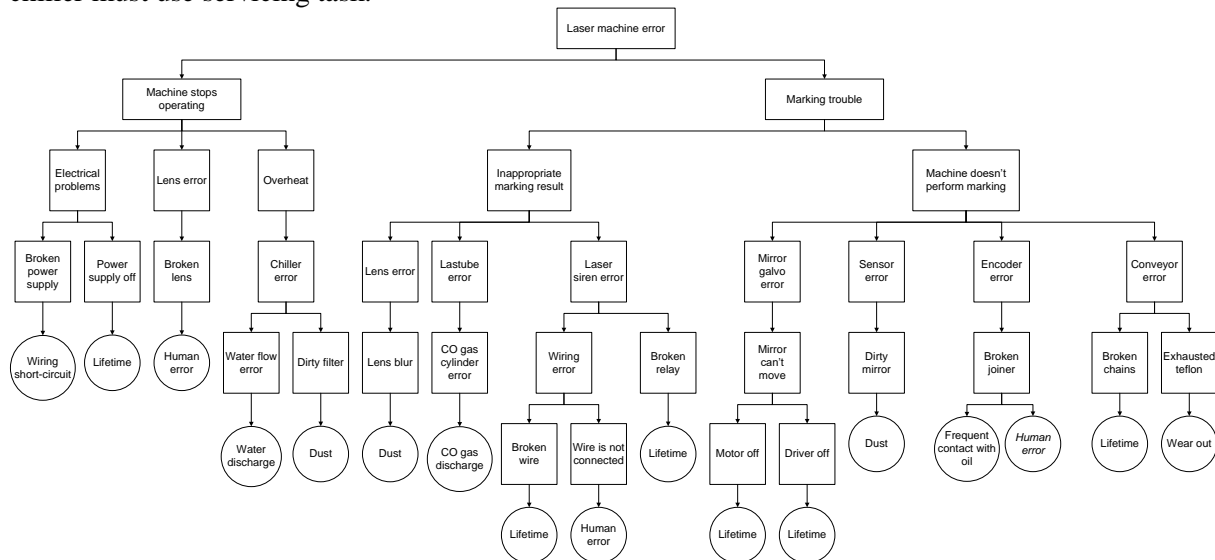 must use servicing task.
Laser machine error
Machine stops
operating
Marking trouble
Electrical
problems
Lens error
Overheat
Inappropriate
marking result
Machine doesn't
perform marking
Broken
power
supply
Power
supply off
Broken
lens
Chiller
error
Lens error
Lastube
error
Laser
siren error
Mirror
galvo
error
Sensor
error
Encoder
error
Conveyor
error
Wiring
short-circuit
Lifetime
Human
error
Water flow
error
Dirty filter
Lens blur
CO gas
cylinder
error
Wiring
error
Broken
relay
Mirror
can't
move
Dirty
mirror
Broken
joiner
Broken
chains
Exhausted
teflon
Water
discharge
Dust
Dust
CO gas
discharge
Broken
wire
Wire is not
connected
Lifetime
Motor off
Driver off
Dust
Frequent
contact with
oil
Human
error
Lifetime
Wear out
Lifetime
Human
error
Lifetime
Lifetime